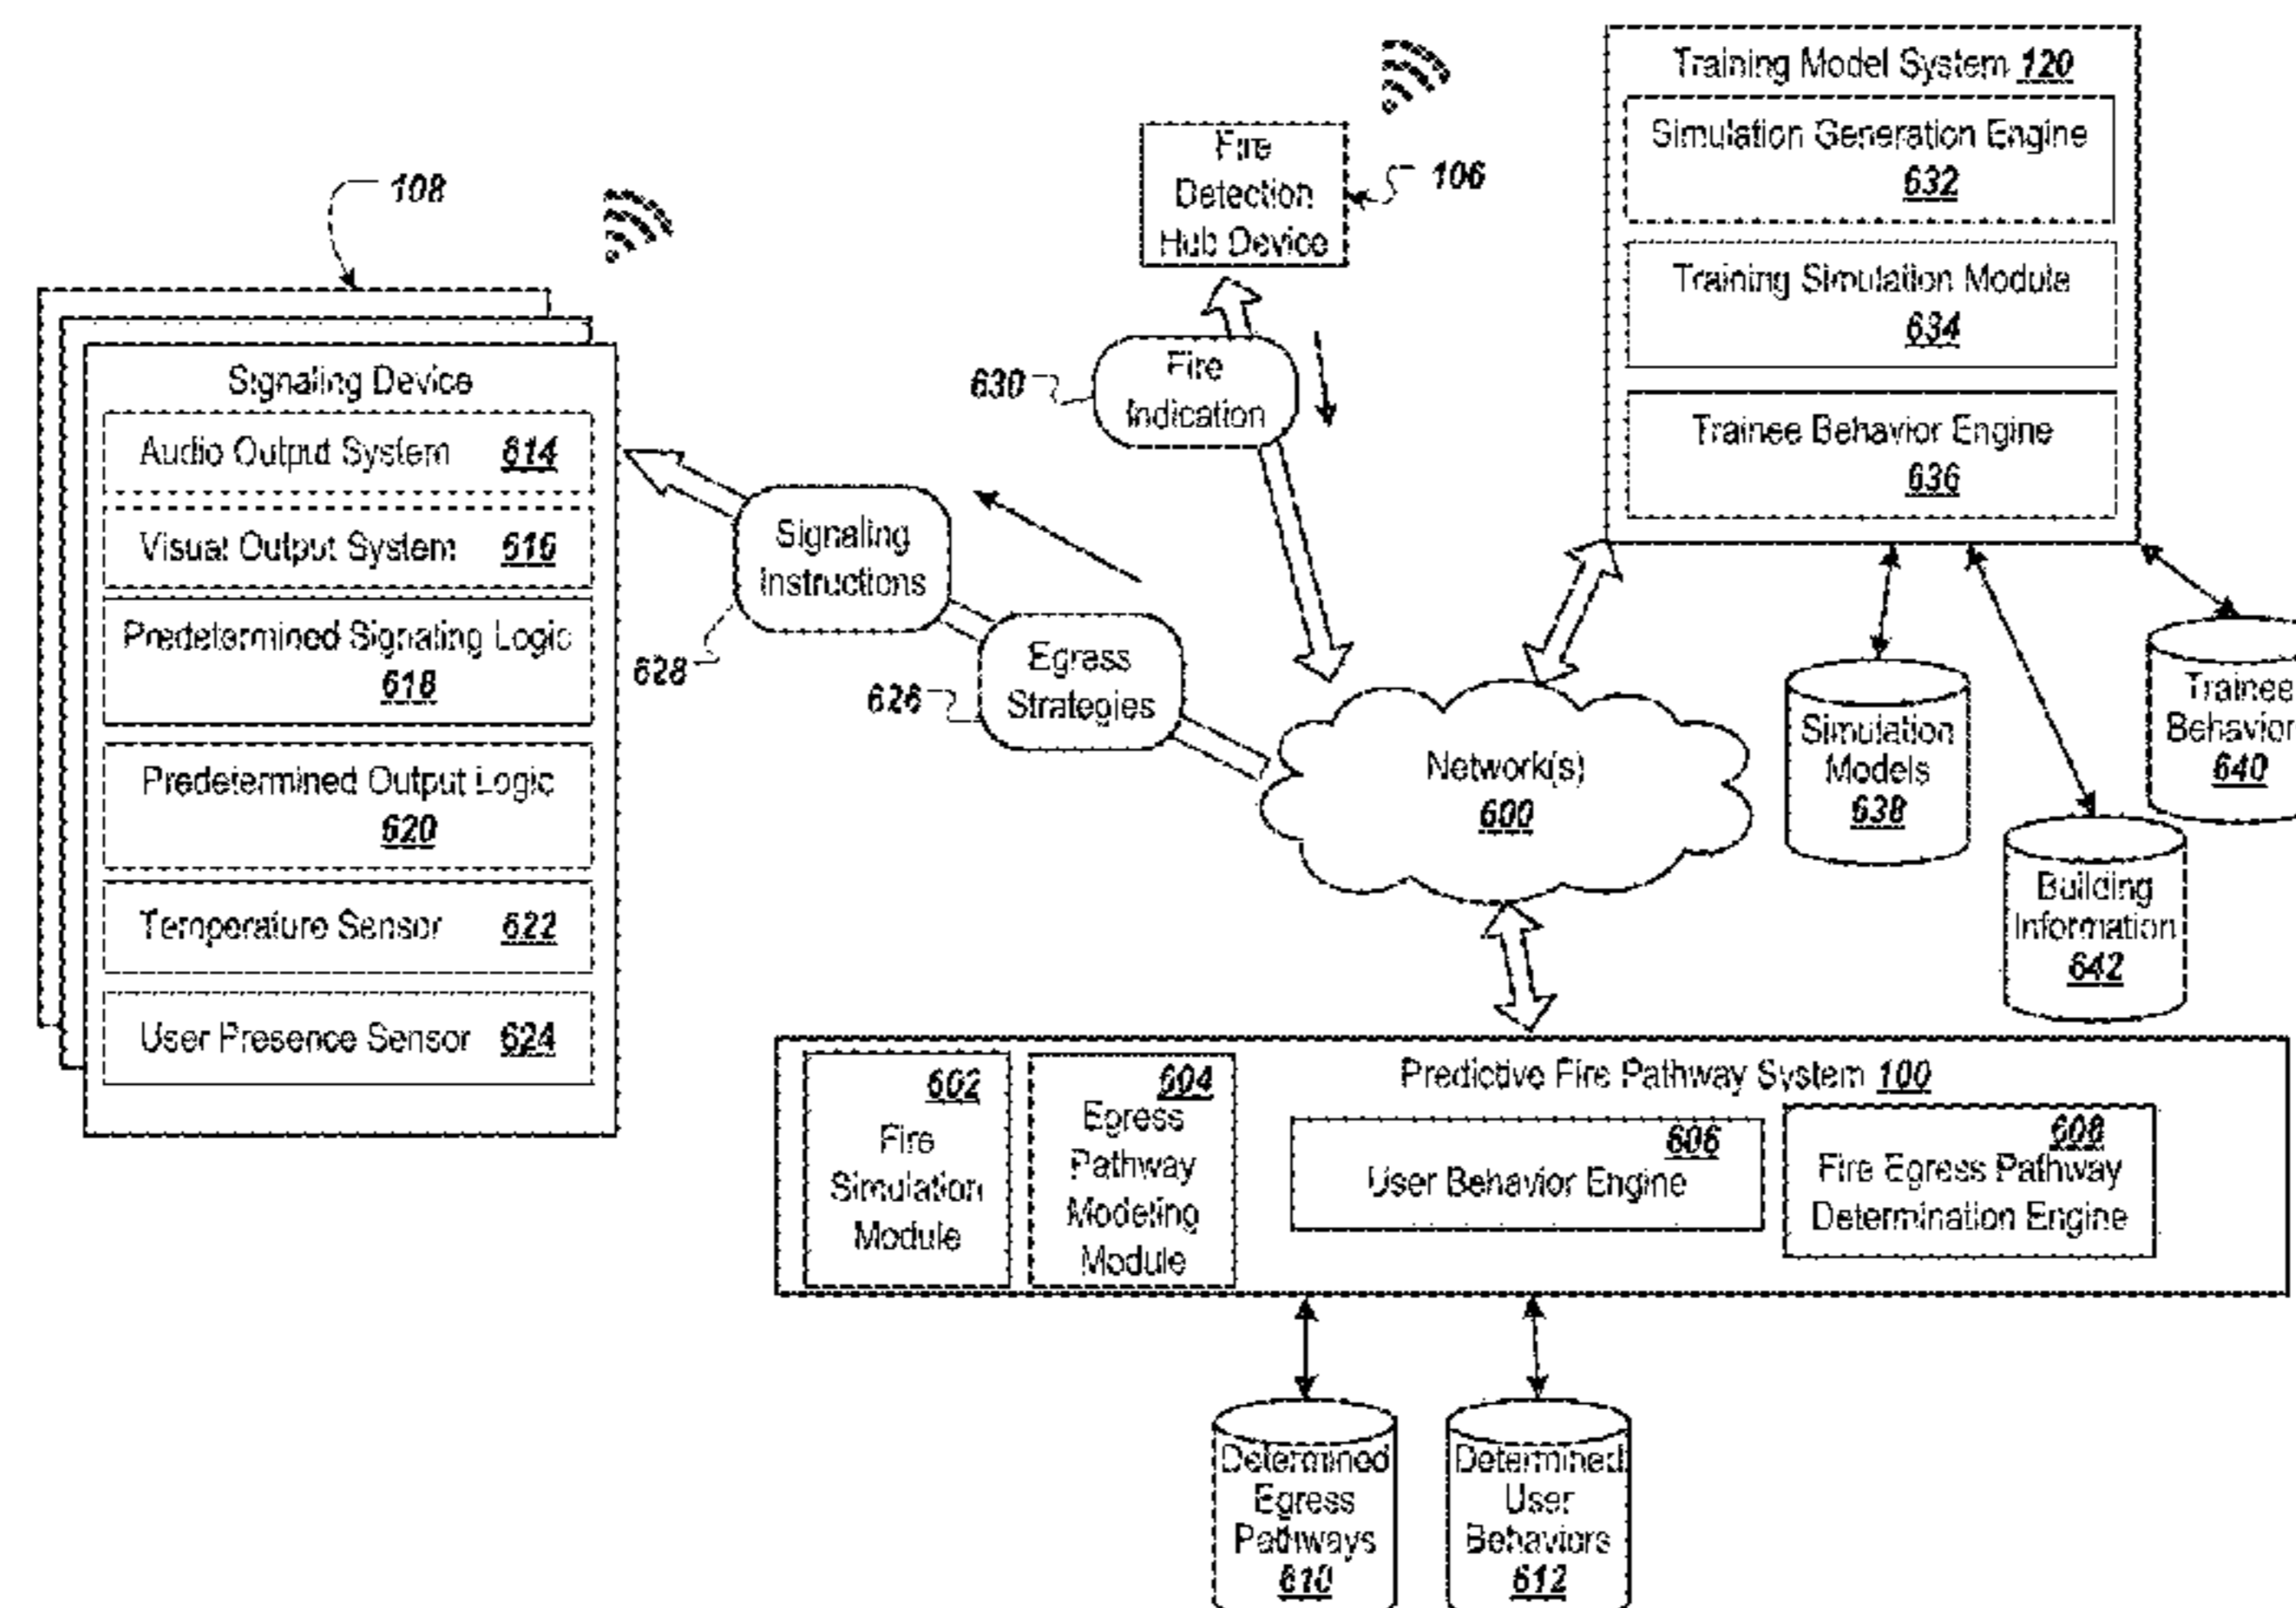 108
Signaling Device
Audio Output System 614
Visual Output System 616
Predetermined Signaling Logic
618
Predetermined Output Logic
620
Temperature Sensor 622
User Presence Sensor 624
Signaling
Instructions
628
Egress
Strategies
626
Fire
Detection
Hub Device
106
Fire
Indication
630
Training Model System 120
Simulation Generation Engine
632
Training Simulation Module
634
Trainee Behavior Engine
636
Network(s)
600
Simulation
Models
638
Building
Information
642
Trainee
Behavior
640
Predictive Fire Pathway System 100
602
Fire
Simulation
Module
604
Egress
Pathway
Modeling
Module
606
User Behavior Engine
608
Fire Egress Pathway
Determination Engine
Determined
Egress
Pathways
610
Determined
User
Behaviors
612